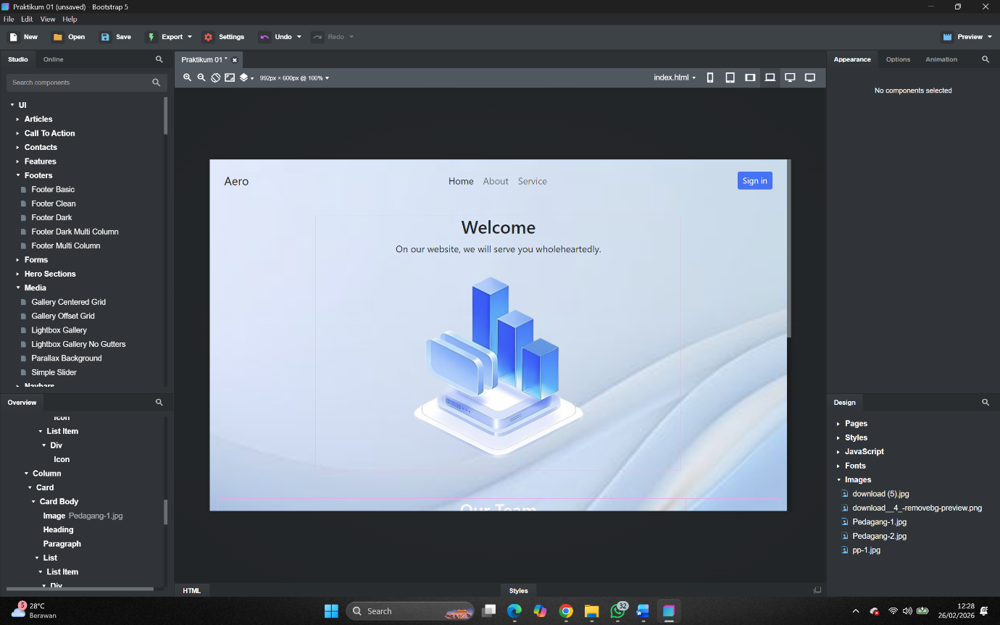 Praktikum 01 (unsaved) - Bootstrap 5
File Edit View Help
New Open Save Export Settings Undo Redo Preview
Studio Online
Praktikum 01 *
Appearance Options Animation
Search components
992px × 600px @ 100%
index.html
No components selected
UI
Articles
Call To Action
Contacts
Features
Footers
Footer Basic
Footer Clean
Footer Dark
Footer Dark Multi Column
Footer Multi Column
Forms
Hero Sections
Media
Gallery Centered Grid
Gallery Offset Grid
Lightbox Gallery
Lightbox Gallery No Gutters
Parallax Background
Simple Slider
Navbars
Aero
Home About Service
Sign in
Welcome
On our website, we will serve you wholeheartedly.
Our Team
Overview
Icon
List Item
Div
Icon
Column
Card
Card Body
Image Pedagang-1.jpg
Heading
Paragraph
List
List Item
Div
Design
Pages
Styles
JavaScript
Fonts
Images
download (5).jpg
download__4_-removebg-preview.png
Pedagang-1.jpg
Pedagang-2.jpg
pp-1.jpg
HTML
Styles
5
28°C
Berawan
Search
32
12:28
26/02/2026